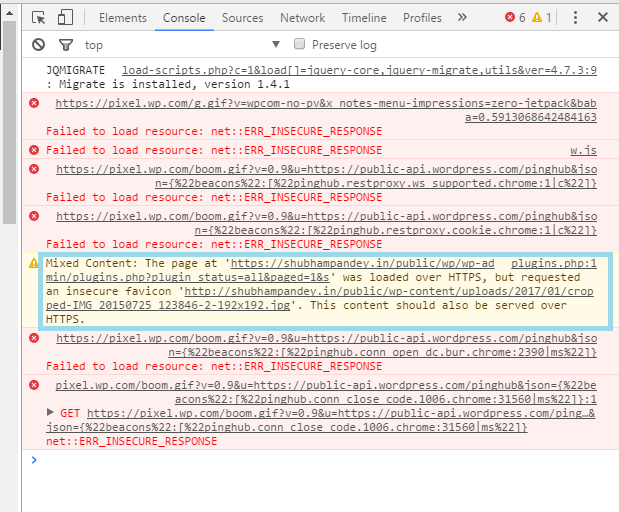 Elements Console Sources Network Timeline Profiles » 6 1
top Preserve log
JQMIGRATE load-scripts.php?c=1&load[]=jquery-core,jquery-migrate,utils&ver=4.7.3:9
: Migrate is installed, version 1.4.1
https://pixel.wp.com/g.gif?v=wpcom-no-pv&x_notes-menu-impressions=zero-jetpack&bab
a=0.5913068642484163
Failed to load resource: net::ERR_INSECURE_RESPONSE
Failed to load resource: net::ERR_INSECURE_RESPONSE w.js
https://pixel.wp.com/boom.gif?v=0.9&u=https://public-api.wordpress.com/pinghub&jso
n={%22beacons%22:[%22pinghub.restproxy.ws_supported.chrome:1|c%22]}
Failed to load resource: net::ERR_INSECURE_RESPONSE
https://pixel.wp.com/boom.gif?v=0.9&u=https://public-api.wordpress.com/pinghub&jso
n={%22beacons%22:[%22pinghub.restproxy.cookie.chrome:1|c%22]}
Failed to load resource: net::ERR_INSECURE_RESPONSE
Mixed Content: The page at 'https://shubhampandey.in/public/wp/wp-ad plugins.php:1
min/plugins.php?plugin_status=all&paged=1&s' was loaded over HTTPS, but requested
an insecure favicon 'http://shubhampandey.in/public/wp-content/uploads/2017/01/crop
ped-IMG_20150725_123846-2-192x192.jpg'. This content should also be served over
HTTPS.
https://pixel.wp.com/boom.gif?v=0.9&u=https://public-api.wordpress.com/pinghub&jso
n={%22beacons%22:[%22pinghub.conn_open_dc.bur.chrome:2390|ms%22]}
Failed to load resource: net::ERR_INSECURE_RESPONSE
pixel.wp.com/boom.gif?v=0.9&u=https://public-api.wordpress.com/pinghub&json={%22be
acons%22:[%22pinghub.conn_close_code.1006.chrome:31560|ms%22]}:1
GET https://pixel.wp.com/boom.gif?v=0.9&u=https://public-api.wordpress.com/ping…&
json={%22beacons%22:[%22pinghub.conn_close_code.1006.chrome:31560|ms%22]}
net::ERR_INSECURE_RESPONSE